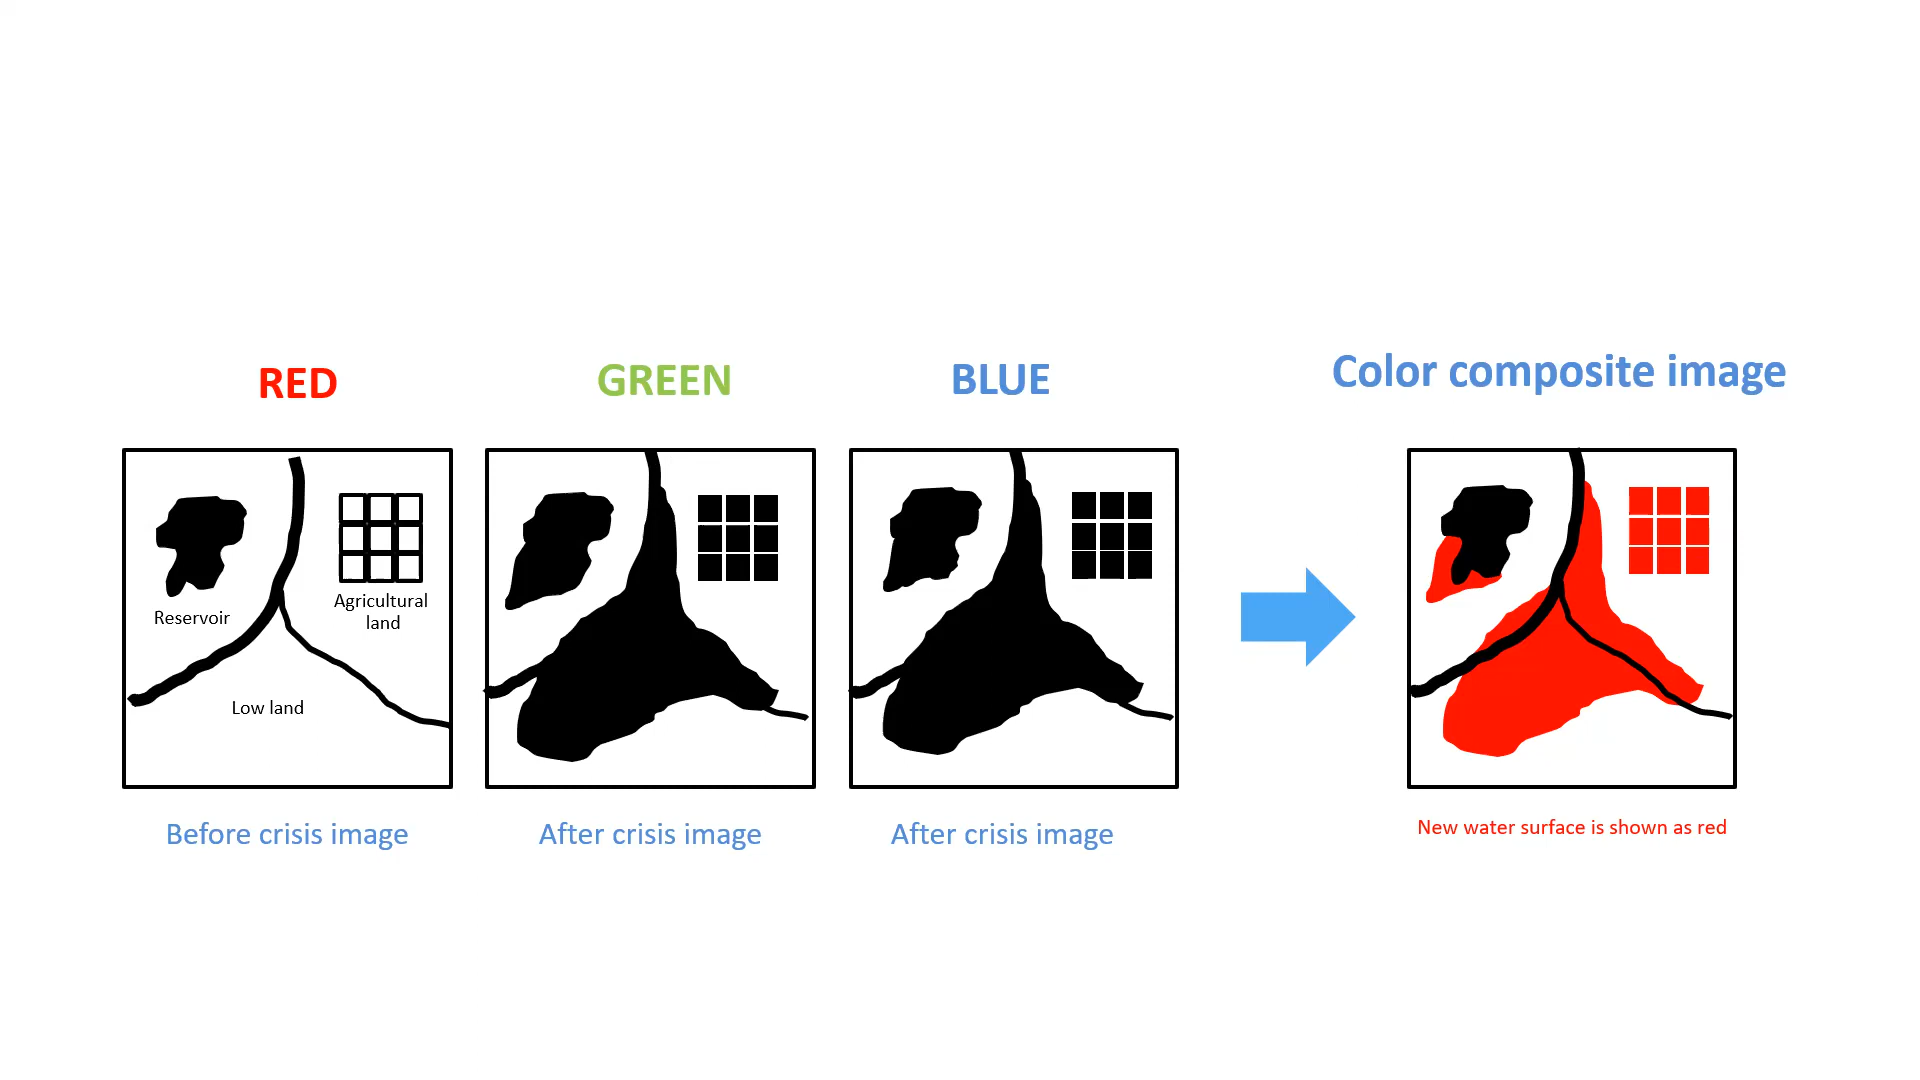 RED
GREEN
BLUE
Color composite image
Reservoir
Agricultural
land
Low land
Before crisis image
After crisis image
After crisis image
New water surface is shown as red